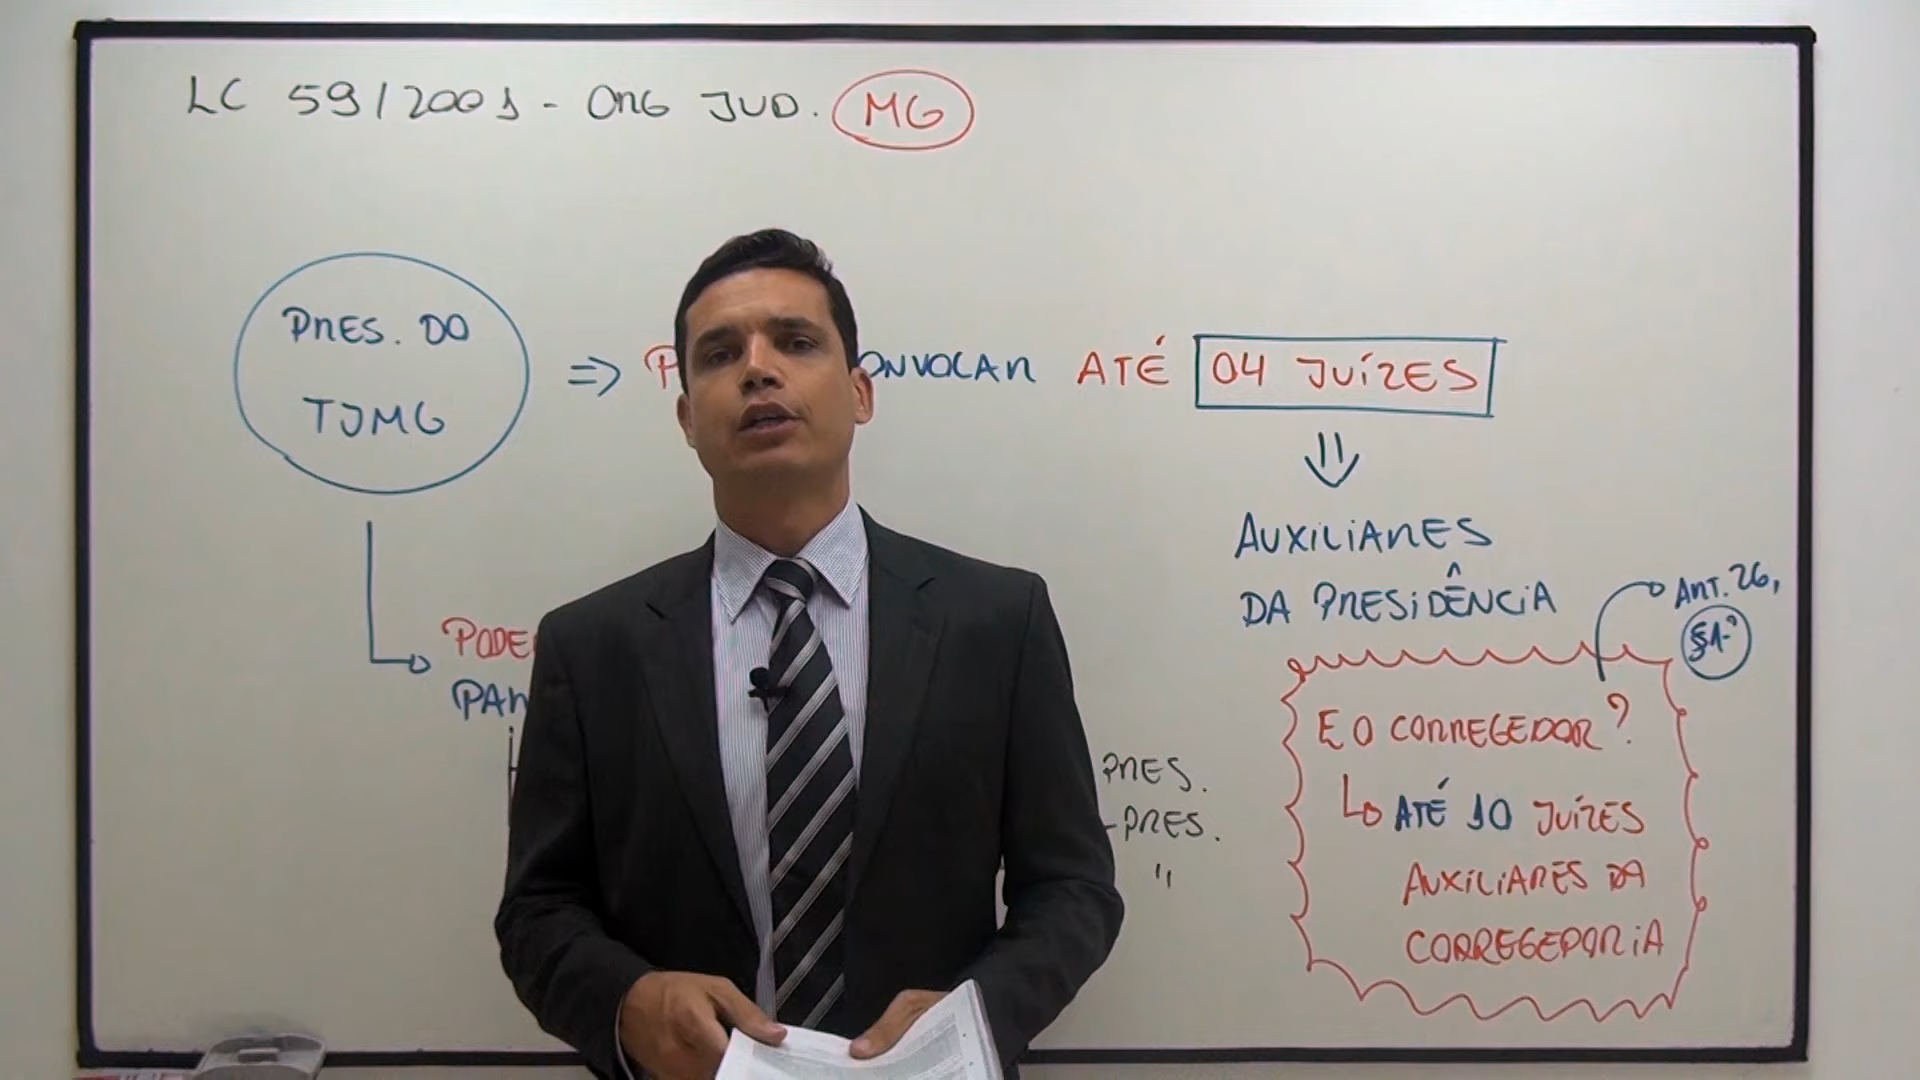 LC 59/2001 - ORG JUD. MG
PRES. DO
TJMG
⇒ CONVOCAR ATÉ 04 JUÍZES
AUXILIARES
DA PRESIDÊNCIA
ART. 26,
§1º
PODE
PAR
PRES.
-PRES.
"
E O CORREGEDOR?
ATÉ 10 JUÍZES
AUXILIARES DA
CORREGEDORIA